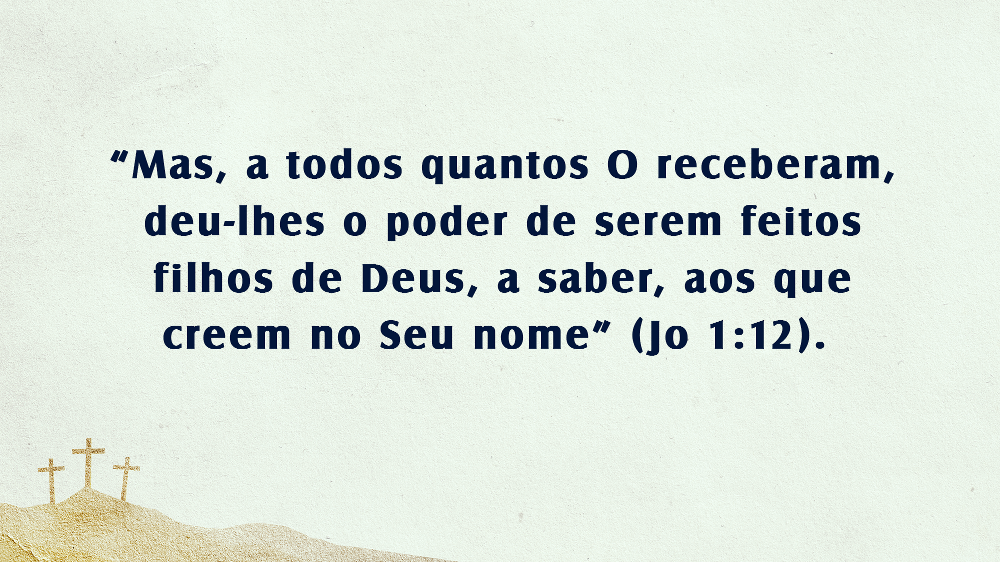 “Mas, a todos quantos O receberam,
deu-lhes o poder de serem feitos
filhos de Deus, a saber, aos que
creem no Seu nome” (Jo 1:12).